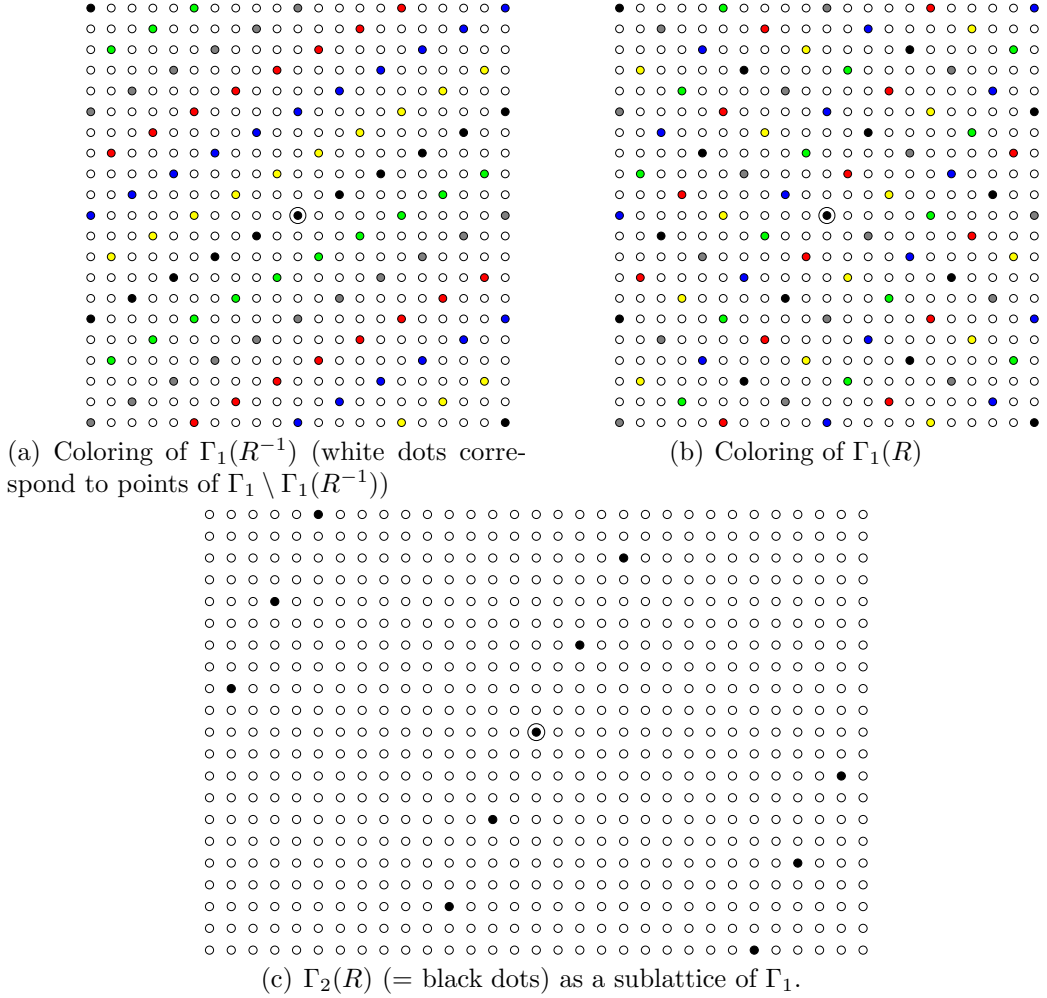 (a) Coloring of Γ₁(R⁻¹) (white dots corre-
spond to points of Γ₁ \ Γ₁(R⁻¹))
(b) Coloring of Γ₁(R)
(c) Γ₂(R) (= black dots) as a sublattice of Γ₁.